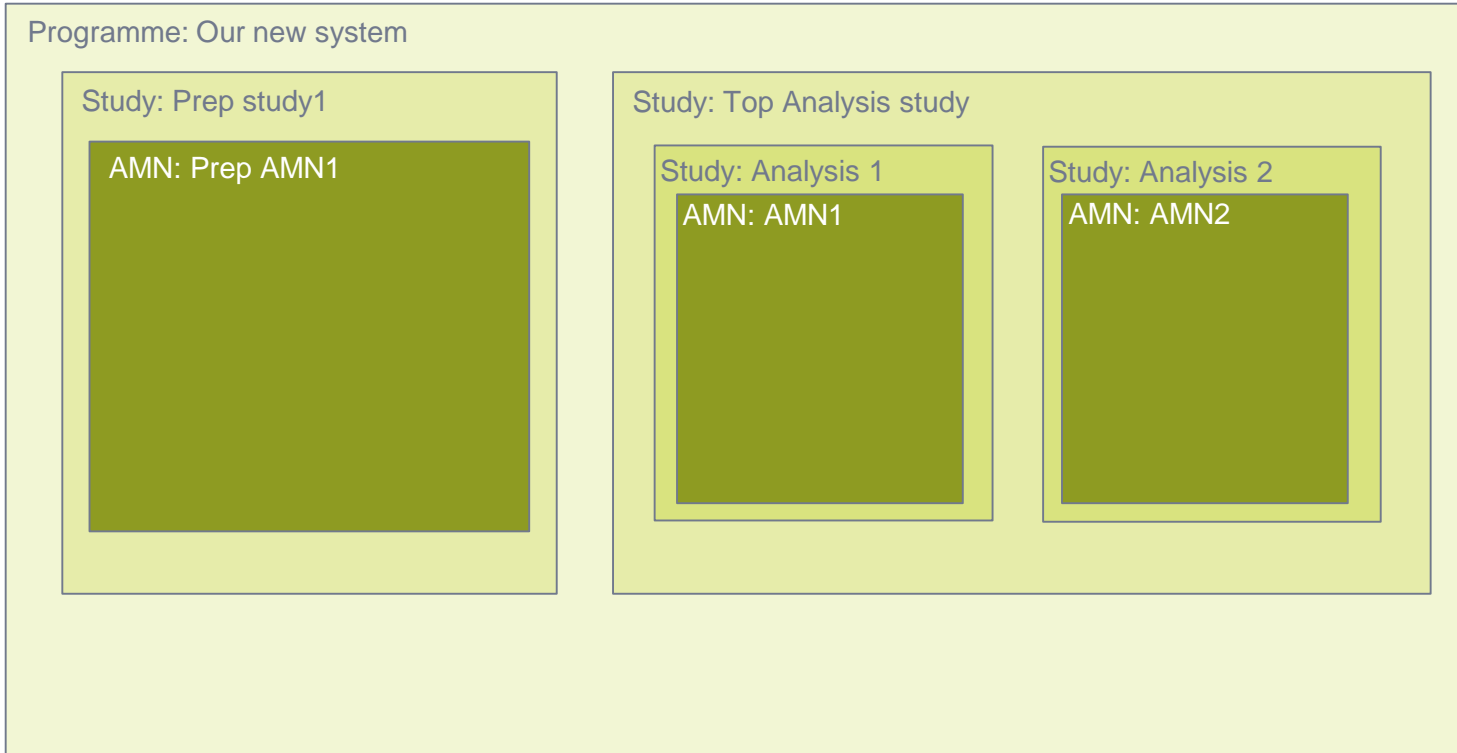 Programme: Our new system
Study: Prep study1
AMN: Prep AMN1
Study: Top Analysis study
Study: Analysis 1
AMN: AMN1
Study: Analysis 2
AMN: AMN2